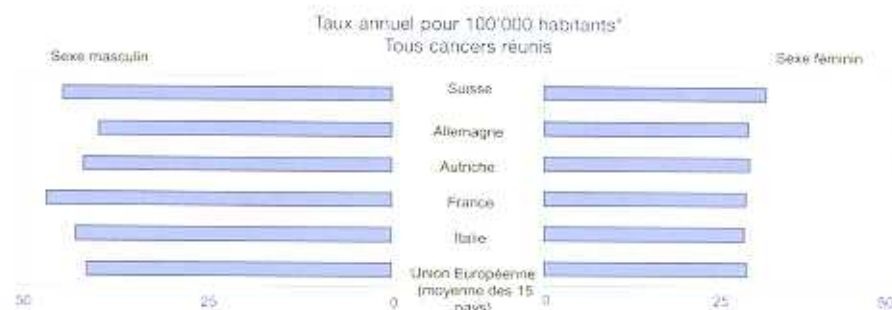 Taux annuel pour 100'000 habitants*
Tous cancers réunis
Sexe masculin
Sexe féminin
Suisse
Allemagne
Autriche
France
Italie
Union Européenne
(moyenne des 15
pays)
50 25 0 0 25 50